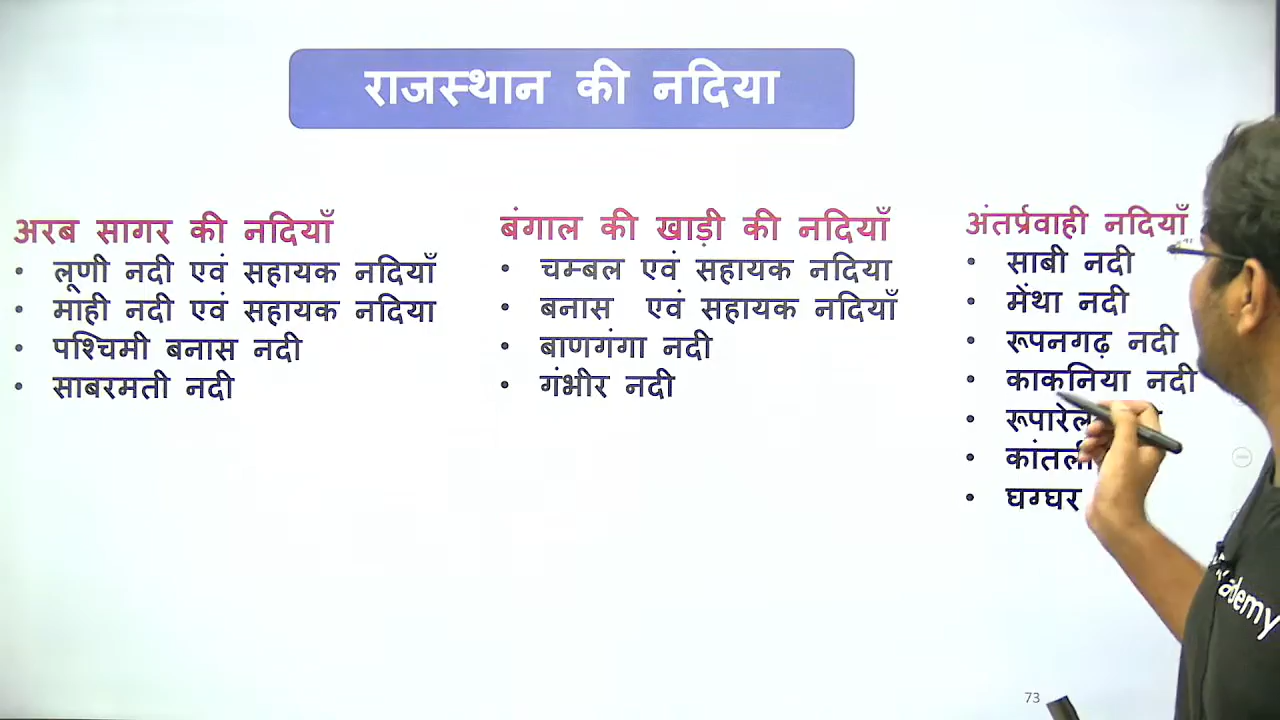 राजस्थान की नदिया
अरब सागर की नदियाँ
• लूणी नदी एवं सहायक नदियाँ
• माही नदी एवं सहायक नदिया
• पश्चिमी बनास नदी
• साबरमती नदी
बंगाल की खाड़ी की नदियाँ
• चम्बल एवं सहायक नदिया
• बनास एवं सहायक नदियाँ
• बाणगंगा नदी
• गंभीर नदी
अंतर्प्रवाही नदियाँ
• साबी नदी
• मेंथा नदी
• रूपनगढ़ नदी
• काकनिया नदी
• रूपारेल
• कांतली
• घग्घर
73